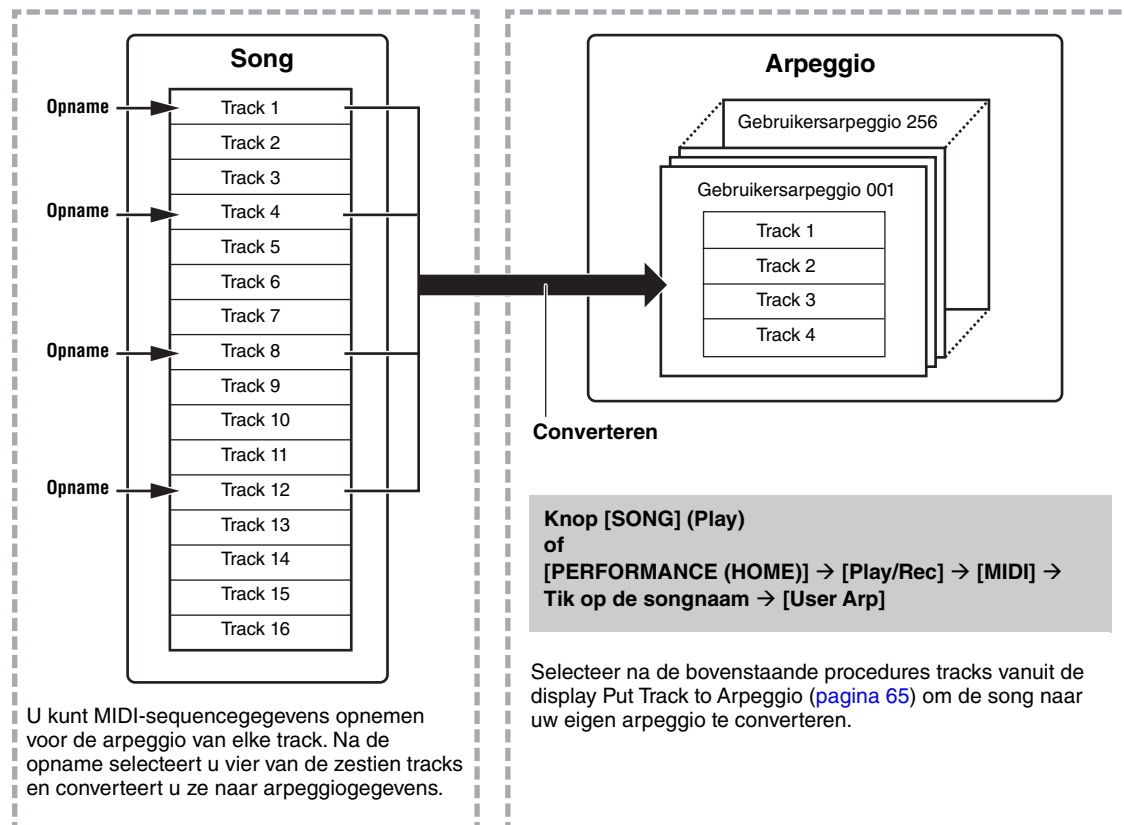 Song
Opname
Track 1
Track 2
Track 3
Opname
Track 4
Track 5
Track 6
Track 7
Opname
Track 8
Track 9
Track 10
Track 11
Opname
Track 12
Track 13
Track 14
Track 15
Track 16
U kunt MIDI-sequencegegevens opnemen
voor de arpeggio van elke track. Na de
opname selecteert u vier van de zestien tracks
en converteert u ze naar arpeggiogegevens.
Arpeggio
Gebruikersarpeggio 256
Gebruikersarpeggio 001
Track 1
Track 2
Track 3
Track 4
Converteren
Knop [SONG] (Play)
of
[PERFORMANCE (HOME)] → [Play/Rec] → [MIDI] →
Tik op de songnaam → [User Arp]
Selecteer na de bovenstaande procedures tracks vanuit de
display Put Track to Arpeggio (pagina 65) om de song naar
uw eigen arpeggio te converteren.